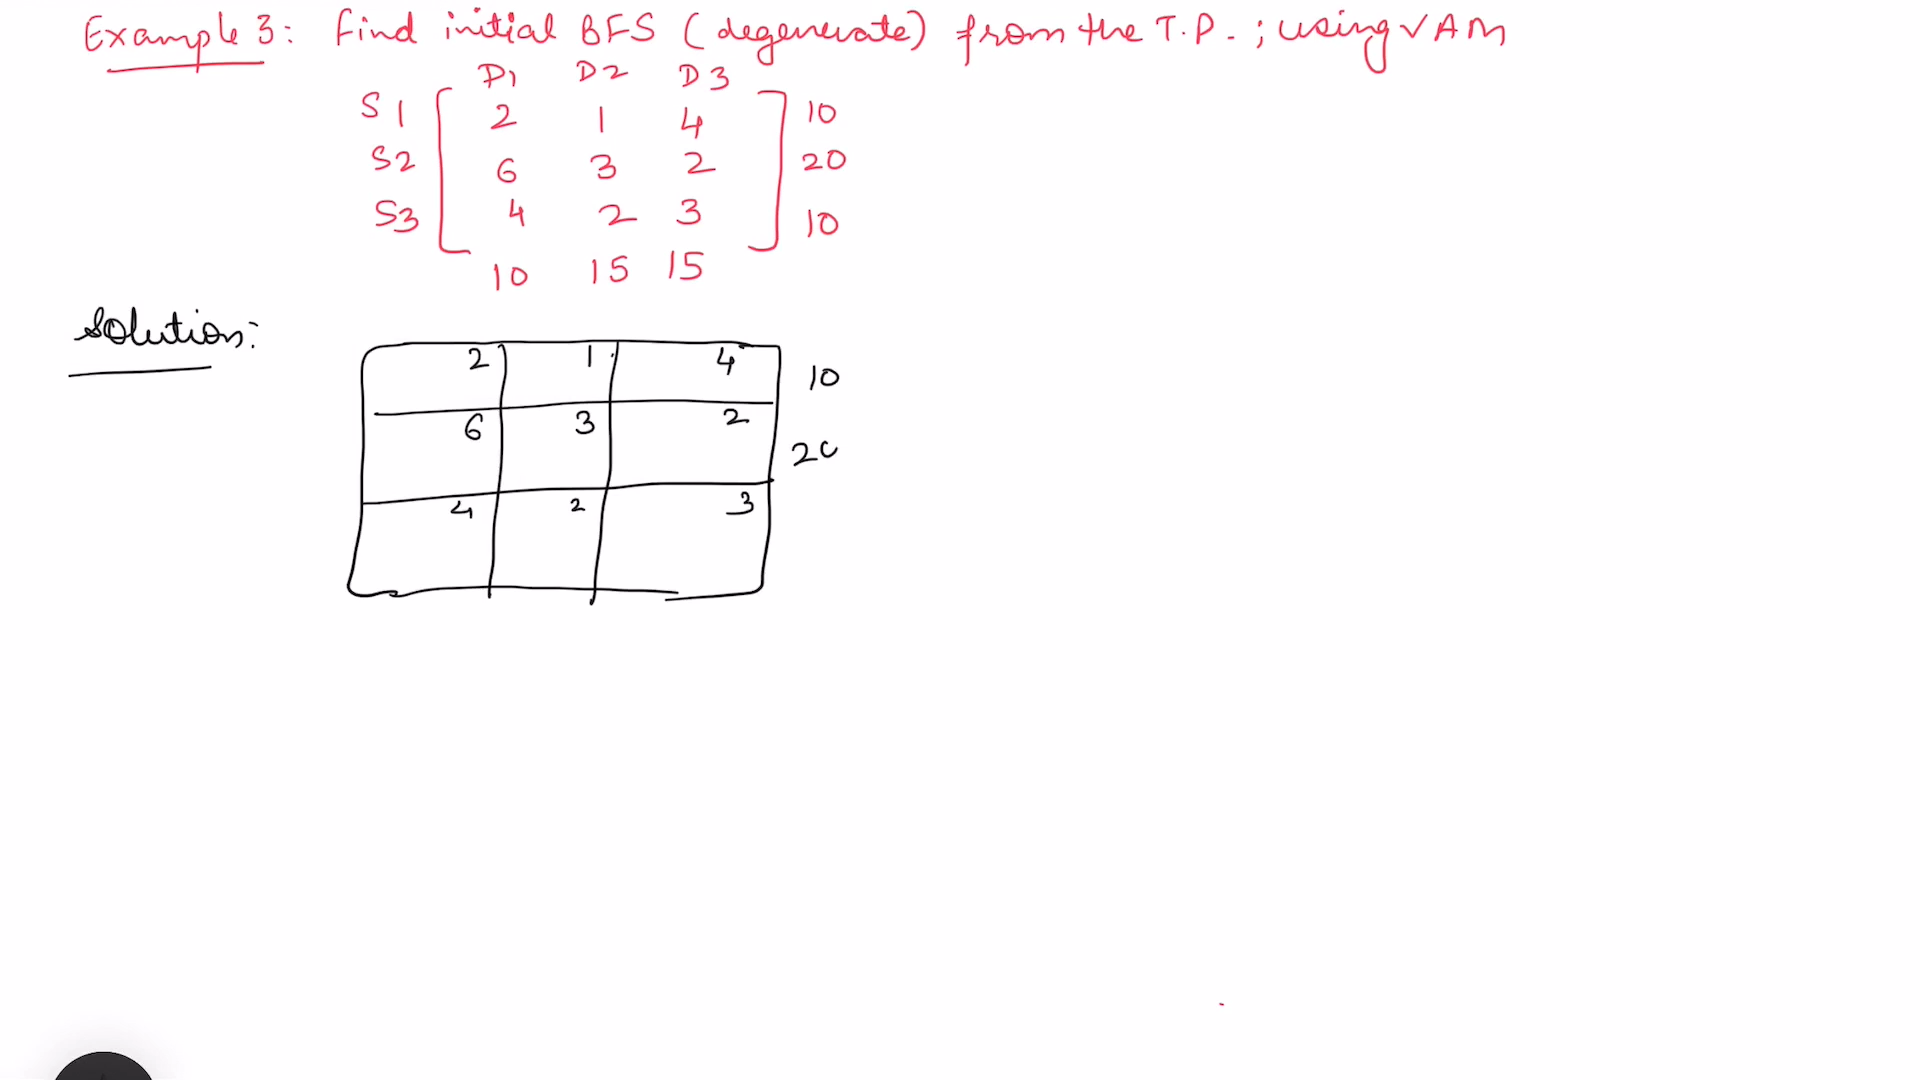 Example 3: Find initial BFS (degenerate) from the T.P. ; using VAM
D1 D2 D3
S1 2 1 4 10
S2 6 3 2 20
S3 4 2 3 10
10 15 15
Solution:
2 1 4 10
6 3 2 20
4 2 3